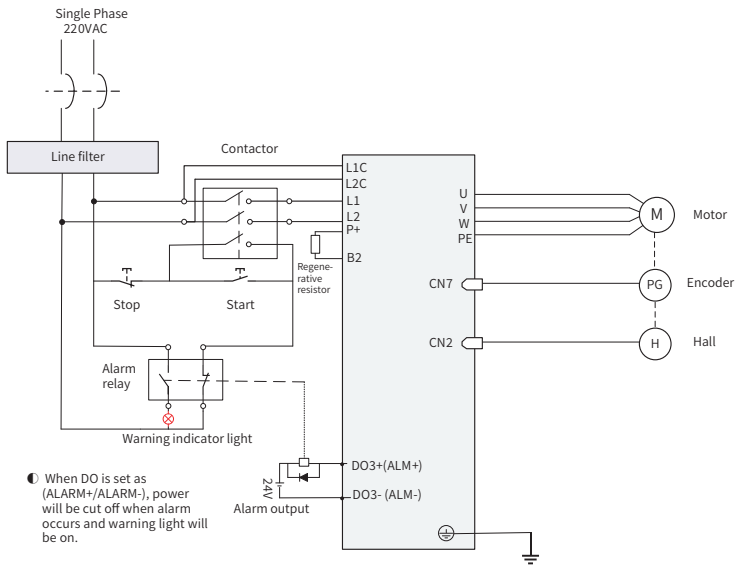 Single Phase
220VAC
Line filter
Contactor
L1C
L2C
L1
L2
P+
B2
Regene-
rative
resistor
U
V
W
PE
M
Motor
CN7
PG
Encoder
CN2
H
Hall
Stop
Start
Alarm
relay
Warning indicator light
24V
Alarm output
DO3+(ALM+)
DO3- (ALM-)
When DO is set as
(ALARM+/ALARM-), power
will be cut off when alarm
occurs and warning light will
be on.